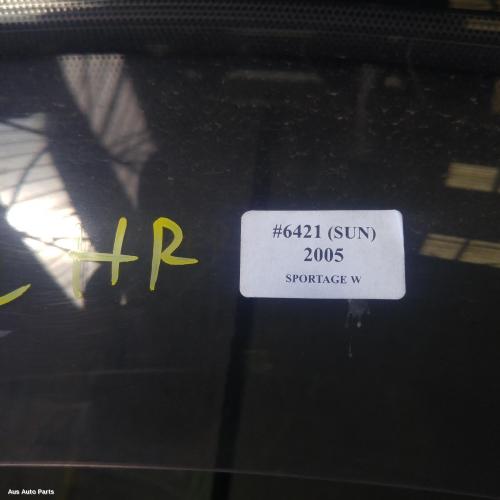 HR
#6421 (SUN)
2005
SPORTAGE W
Aus Auto Parts